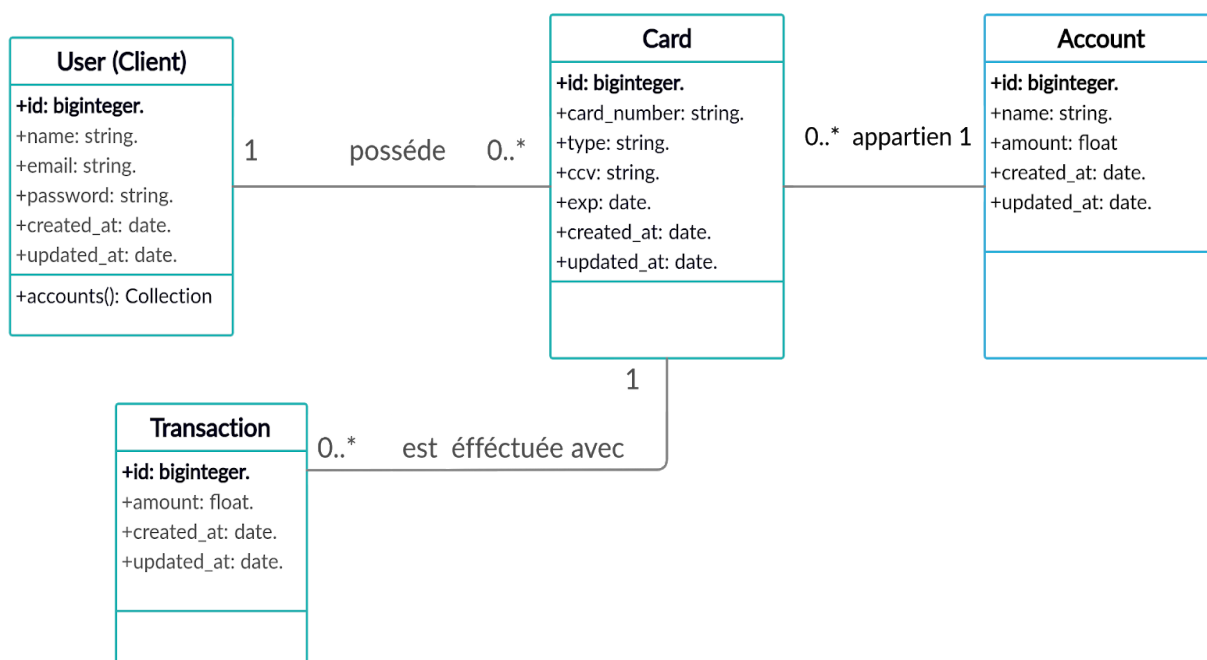 User (Client)
+id: biginteger.
+name: string.
+email: string.
+password: string.
+created_at: date.
+updated_at: date.
+accounts(): Collection
1 posséde 0..*
Card
+id: biginteger.
+card_number: string.
+type: string.
+ccv: string.
+exp: date.
+created_at: date.
+updated_at: date.
0..* appartien 1
Account
+id: biginteger.
+name: string.
+amount: float
+created_at: date.
+updated_at: date.
1
0..* est éfféctuée avec
Transaction
+id: biginteger.
+amount: float.
+created_at: date.
+updated_at: date.